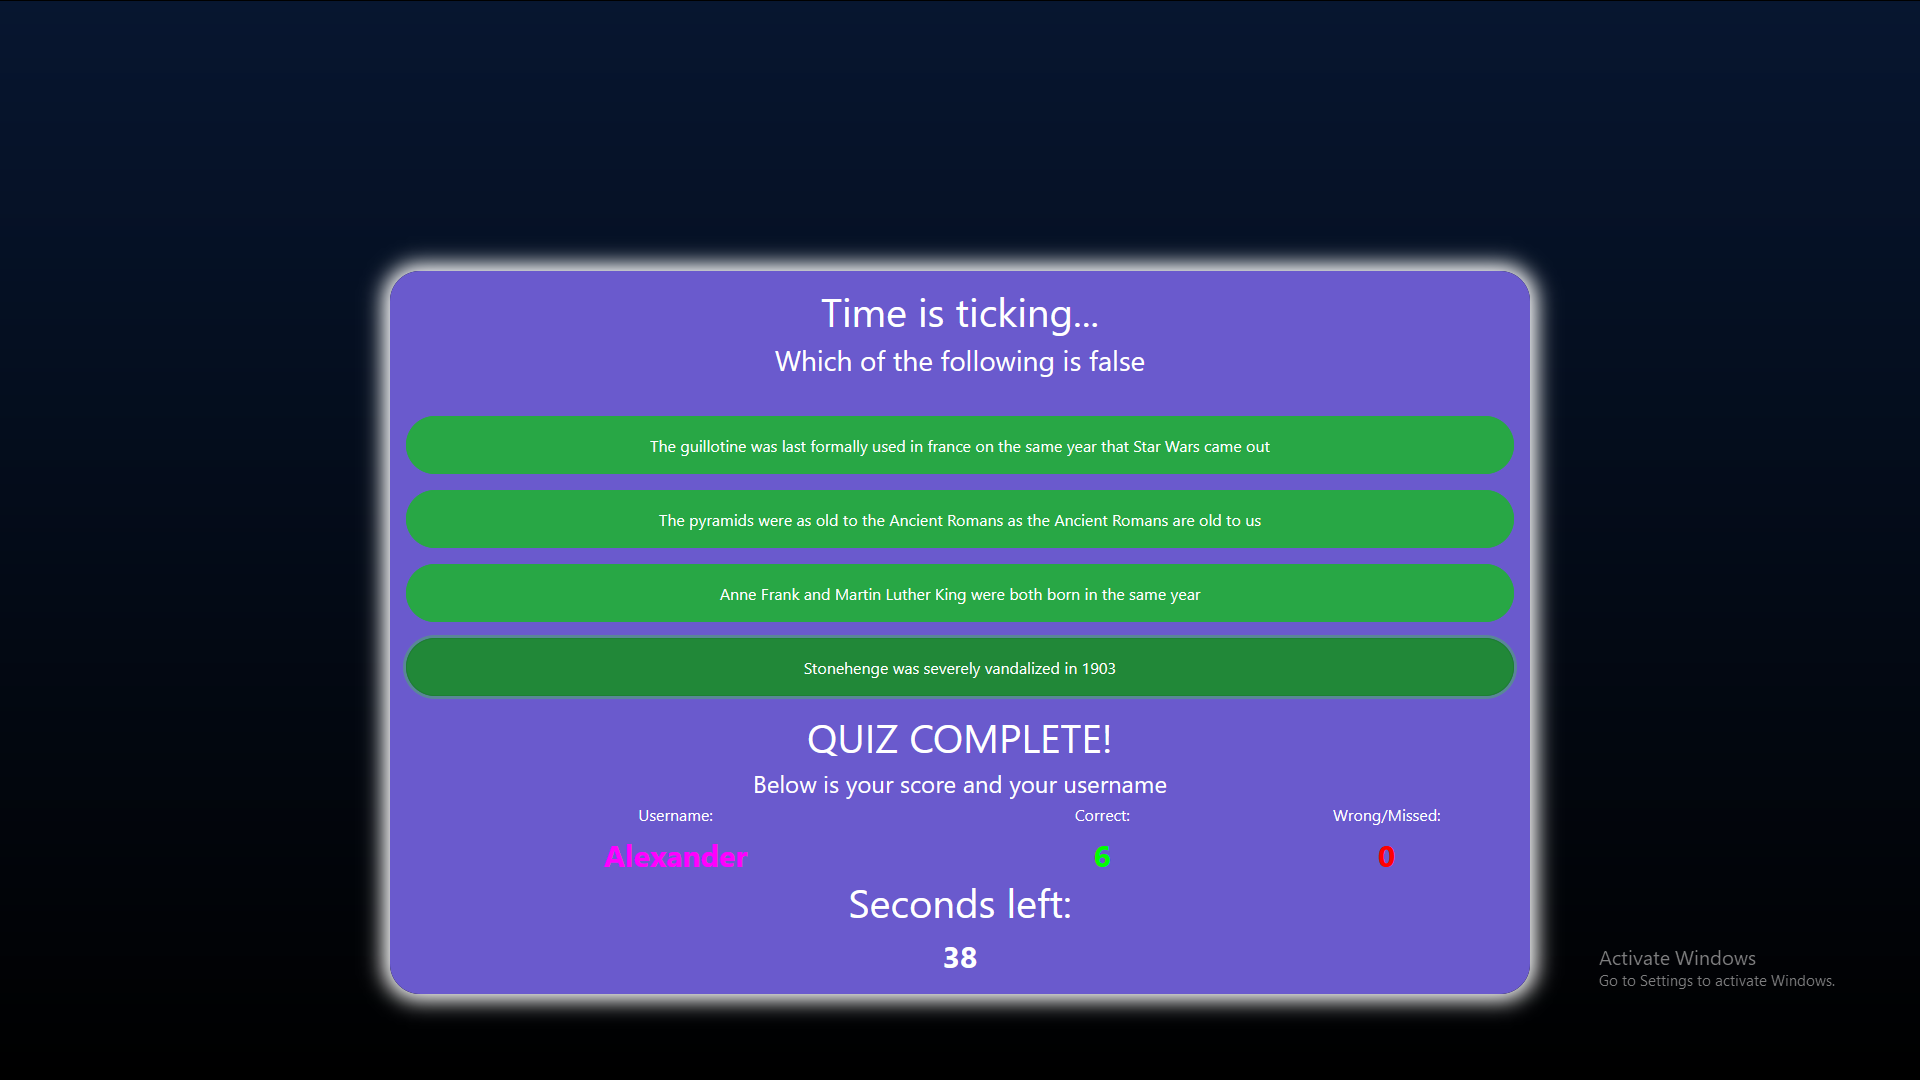 Time is ticking...
Which of the following is false
The guillotine was last formally used in france on the same year that Star Wars came out
The pyramids were as old to the Ancient Romans as the Ancient Romans are old to us
Anne Frank and Martin Luther King were both born in the same year
Stonehenge was severely vandalized in 1903
QUIZ COMPLETE!
Below is your score and your username
Username: Correct: Wrong/Missed:
Alexander 6 0
Seconds left:
38
Activate Windows
Go to Settings to activate Windows.